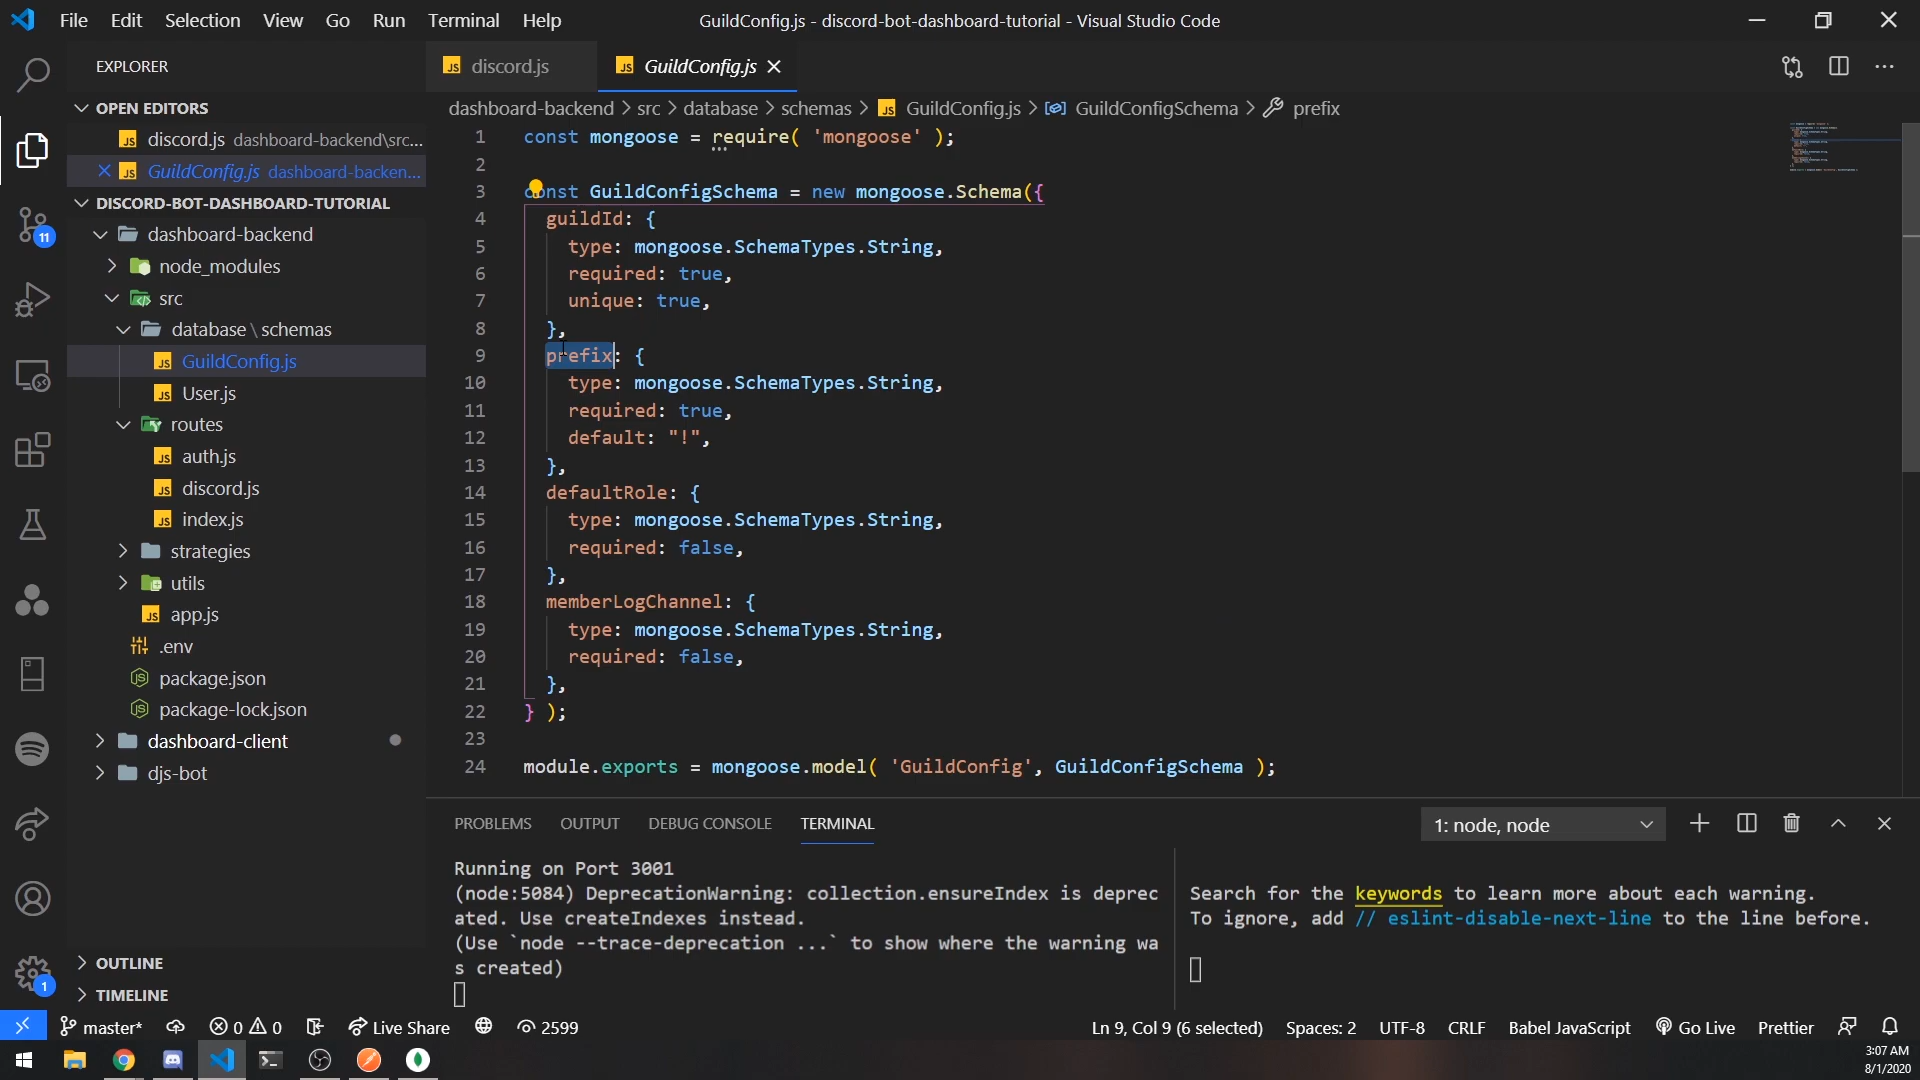 File Edit Selection View Go Run Terminal Help
GuildConfig.js - discord-bot-dashboard-tutorial - Visual Studio Code
EXPLORER
OPEN EDITORS
discord.js dashboard-backend\src...
GuildConfig.js dashboard-backen...
DISCORD-BOT-DASHBOARD-TUTORIAL
dashboard-backend
node_modules
src
database \ schemas
GuildConfig.js
User.js
routes
auth.js
discord.js
index.js
strategies
utils
app.js
.env
package.json
package-lock.json
dashboard-client
djs-bot
OUTLINE
TIMELINE
11
1
discord.js GuildConfig.js
dashboard-backend > src > database > schemas > GuildConfig.js > GuildConfigSchema > prefix
1 const mongoose = require( 'mongoose' );
2
3 const GuildConfigSchema = new mongoose.Schema({
4 guildId: {
5 type: mongoose.SchemaTypes.String,
6 required: true,
7 unique: true,
8 },
9 prefix: {
10 type: mongoose.SchemaTypes.String,
11 required: true,
12 default: "!",
13 },
14 defaultRole: {
15 type: mongoose.SchemaTypes.String,
16 required: false,
17 },
18 memberLogChannel: {
19 type: mongoose.SchemaTypes.String,
20 required: false,
21 },
22 } );
23
24 module.exports = mongoose.model( 'GuildConfig', GuildConfigSchema );
PROBLEMS OUTPUT DEBUG CONSOLE TERMINAL
1: node, node
Running on Port 3001
(node:5084) DeprecationWarning: collection.ensureIndex is deprec
ated. Use createIndexes instead.
(Use `node --trace-deprecation ...` to show where the warning wa
s created)
Search for the keywords to learn more about each warning.
To ignore, add // eslint-disable-next-line to the line before.
master* 0 0 Live Share 2599
Ln 9, Col 9 (6 selected) Spaces: 2 UTF-8 CRLF Babel JavaScript Go Live Prettier
3:07 AM
8/1/2020